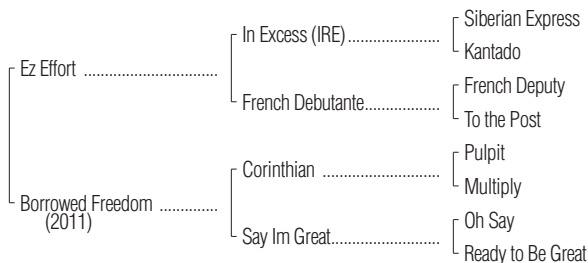 Siberian Express
In Excess (IRE)
Kantado
Ez Effort
French Deputy
French Debutante
To the Post
Pulpit
Corinthian
Multiply
Borrowed Freedom
(2011)
Oh Say
Say Im Great
Ready to Be Great